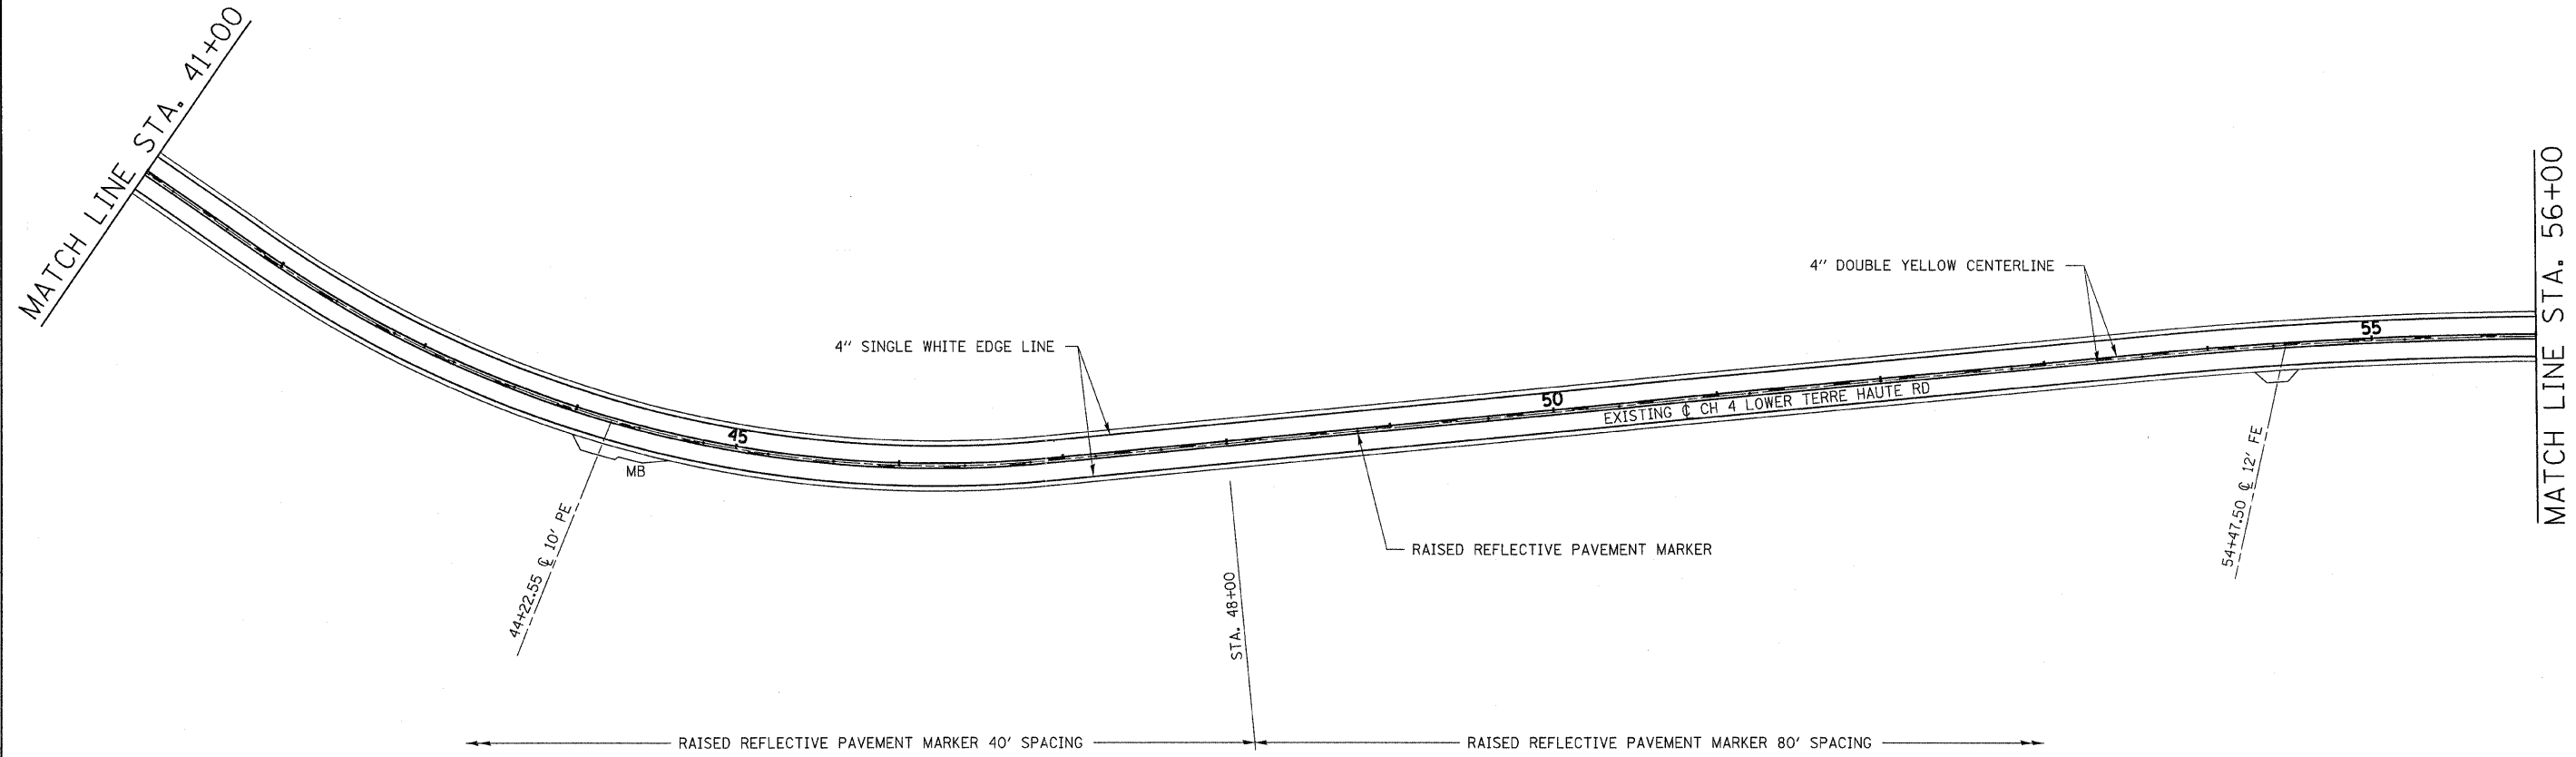 MATCH LINE STA. 41+00
4" SINGLE WHITE EDGE LINE
4" DOUBLE YELLOW CENTERLINE
MATCH LINE STA. 56+00
45
50
55
EXISTING ℄ CH 4 LOWER TERRE HAUTE RD
MB
44+22.55 ℄ 10' PE
STA. 48+00
RAISED REFLECTIVE PAVEMENT MARKER
54+47.50 ℄ 12' FE
RAISED REFLECTIVE PAVEMENT MARKER 40' SPACING
RAISED REFLECTIVE PAVEMENT MARKER 80' SPACING